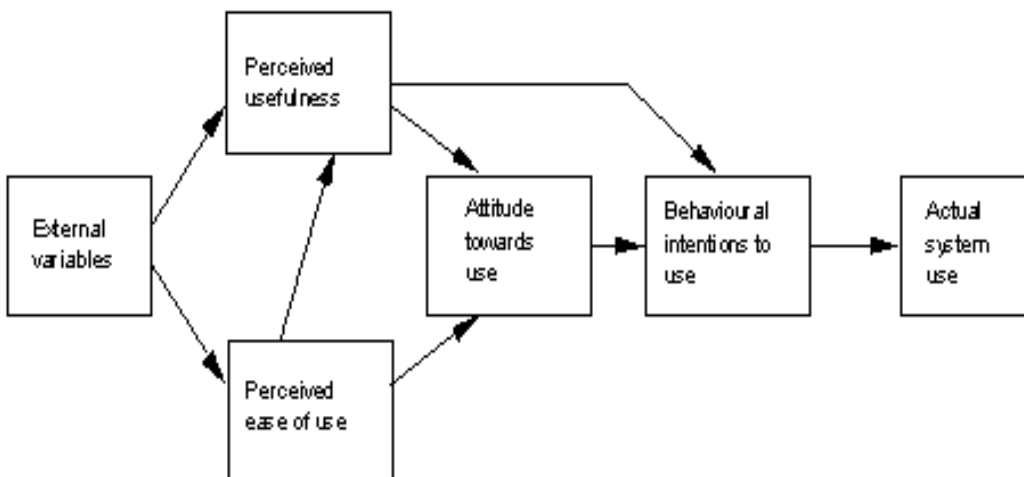 Perceived
usefulness
External
variables
Attitude
towards
use
Behavioural
intentions to
use
Actual
system
use
Perceived
ease of use